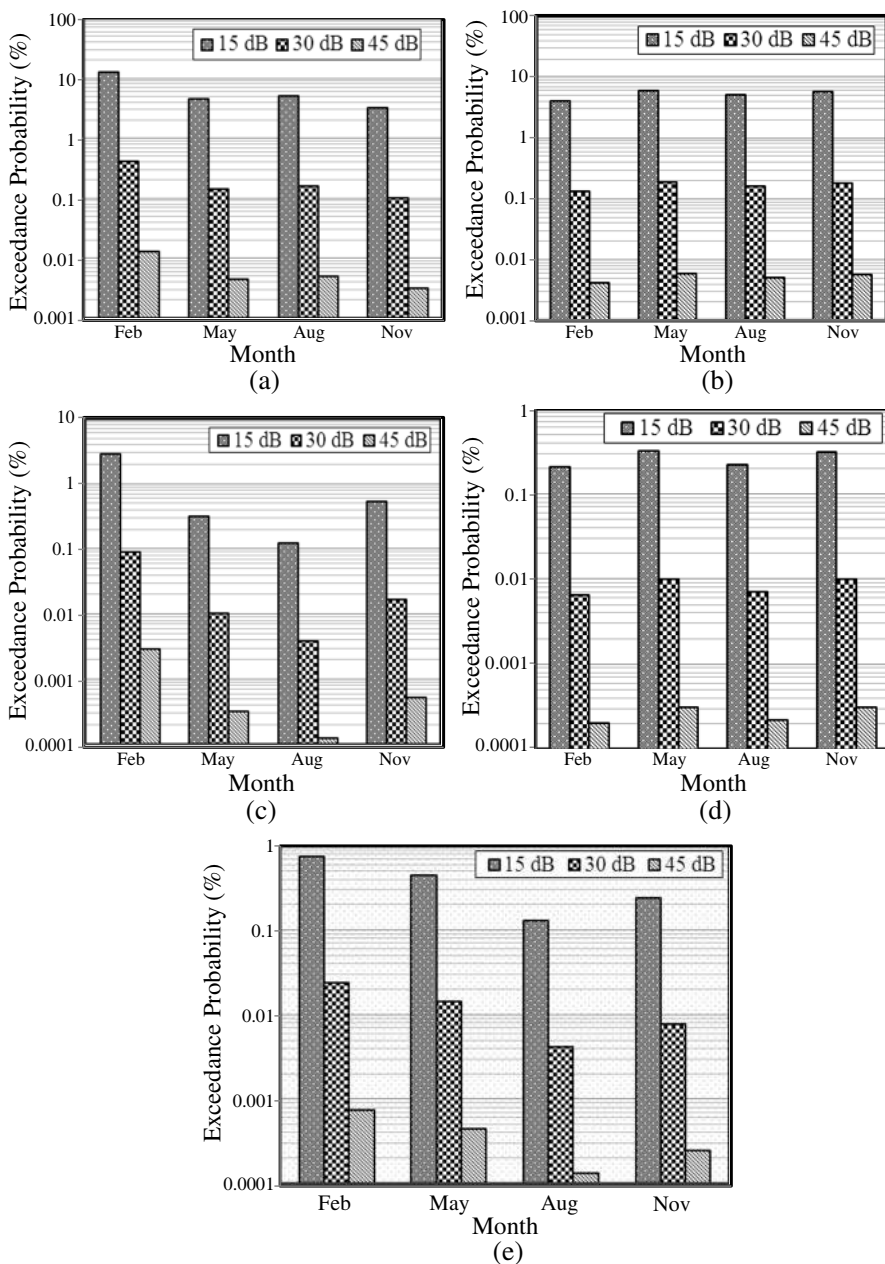 100
10
1
0.1
0.01
0.001
Exceedance Probability (%)
15 dB 30 dB 45 dB
Feb May Aug Nov
Month
(a)
100
10
1
0.1
0.01
0.001
Exceedance Probability (%)
15 dB 30 dB 45 dB
Feb May Aug Nov
Month
(b)
10
1
0.1
0.01
0.001
0.0001
Exceedance Probability (%)
15 dB 30 dB 45 dB
Feb May Aug Nov
Month
(c)
1
0.1
0.01
0.001
0.0001
Exceedance Probability (%)
15 dB 30 dB 45 dB
Feb May Aug Nov
Month
(d)
1
0.1
0.01
0.001
0.0001
Exceedance Probability (%)
15 dB 30 dB 45 dB
Feb May Aug Nov
Month
(e)